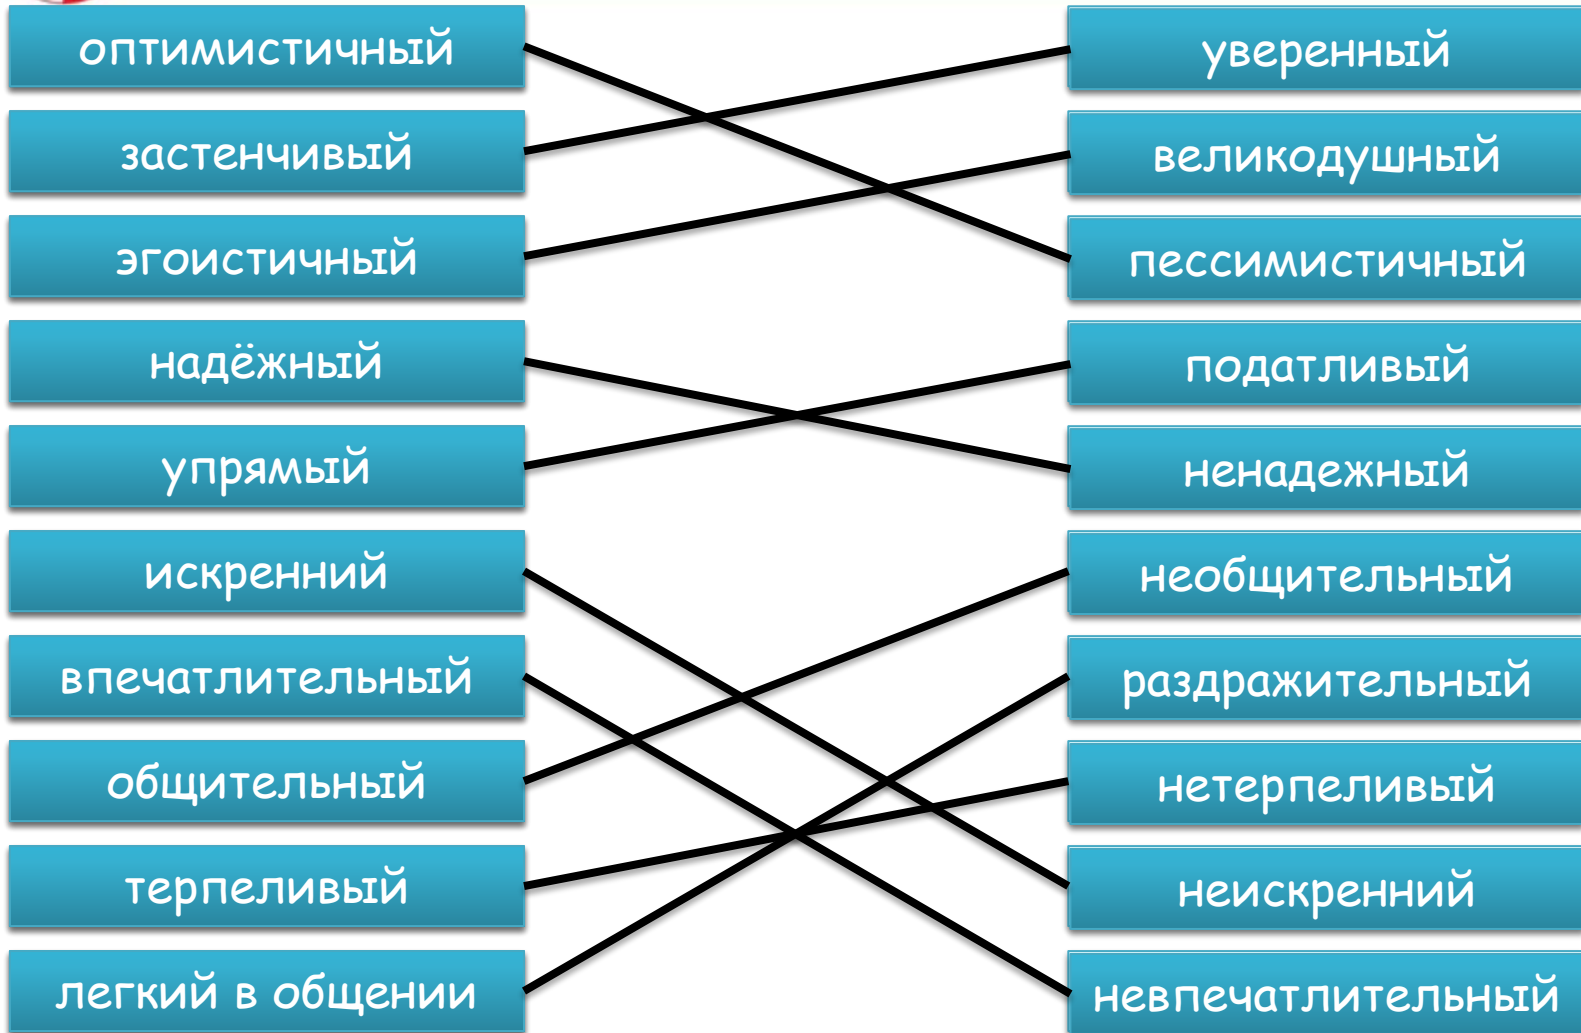 оптимистичный
уверенный
застенчивый
великодушный
эгоистичный
пессимистичный
надёжный
податливый
упрямый
ненадежный
искренний
необщительный
впечатлительный
раздражительный
общительный
нетерпеливый
терпеливый
неискренний
легкий в общении
невпечатлительный